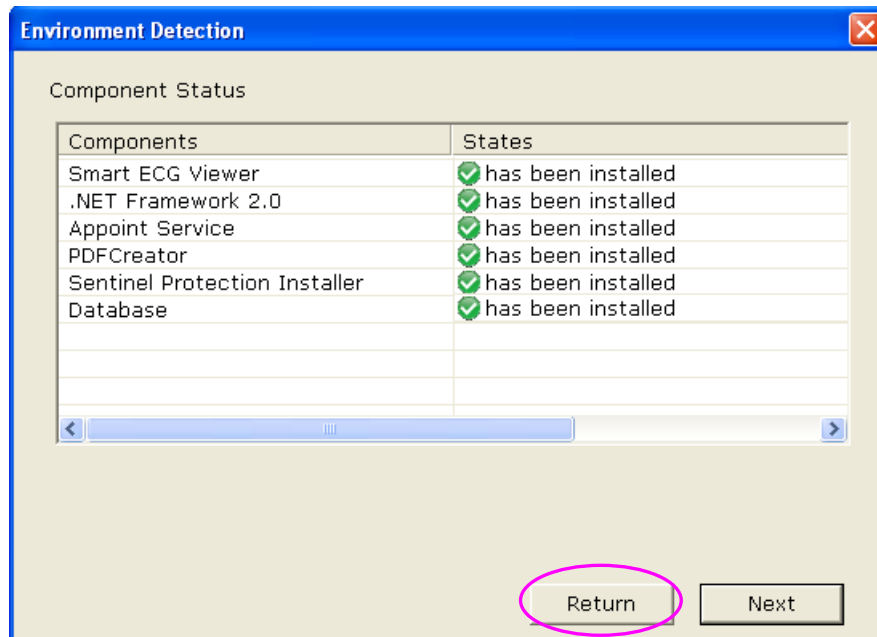 Environment Detection
Component Status
Components States
Smart ECG Viewer has been installed
.NET Framework 2.0 has been installed
Appoint Service has been installed
PDFCreator has been installed
Sentinel Protection Installer has been installed
Database has been installed
Return Next